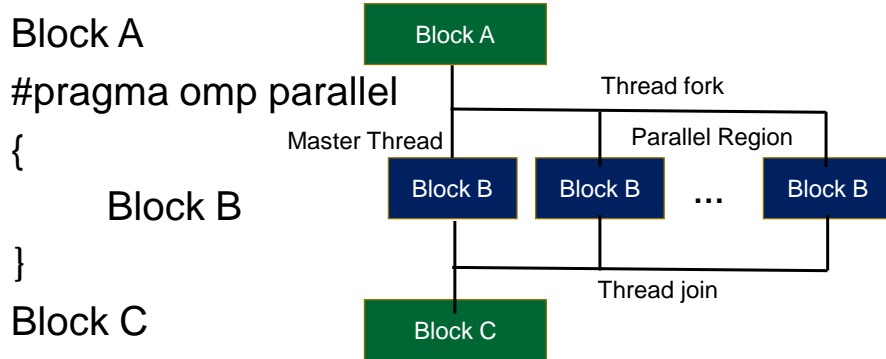 Block A
#pragma omp parallel
{
Block B
}
Block C
Block A
Thread fork
Master Thread
Parallel Region
Block B
Block B
...
Block B
Thread join
Block C